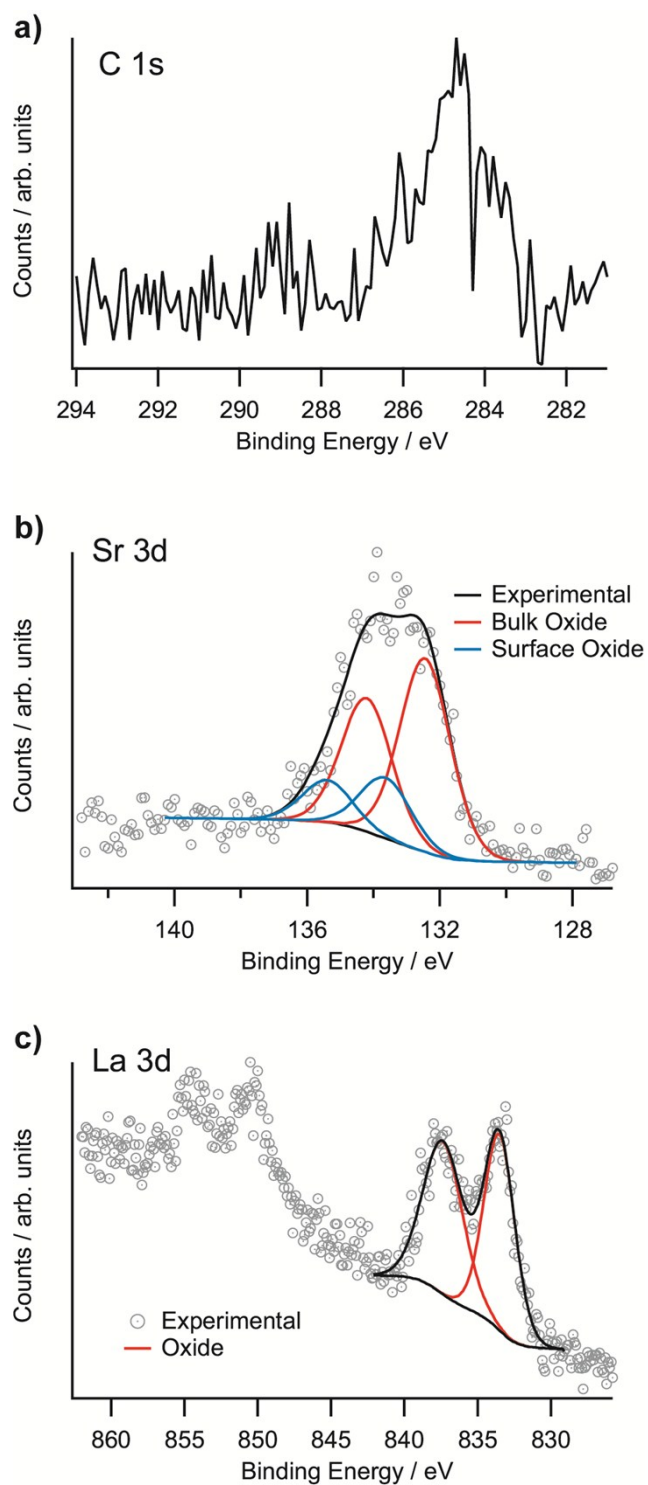 a)
C 1s
Counts / arb. units
294 292 290 288 286 284 282
Binding Energy / eV
b)
Sr 3d
Experimental
Bulk Oxide
Surface Oxide
Counts / arb. units
140 136 132 128
Binding Energy / eV
c)
La 3d
Counts / arb. units
Experimental
Oxide
860 855 850 845 840 835 830
Binding Energy / eV